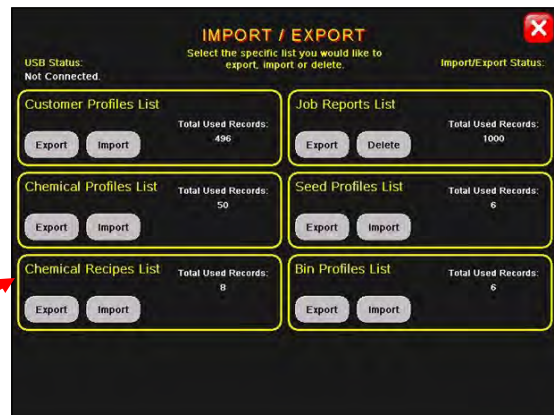 IMPORT / EXPORT
Select the specific list you would like to
export, import or delete.
USB Status:
Not Connected.
Import/Export Status:
Customer Profiles List
Total Used Records:
496
Export Import
Job Reports List
Total Used Records:
1000
Export Delete
Chemical Profiles List
Total Used Records:
50
Export Import
Seed Profiles List
Total Used Records:
6
Export Import
Chemical Recipes List
Total Used Records:
8
Export Import
Bin Profiles List
Total Used Records:
6
Export Import